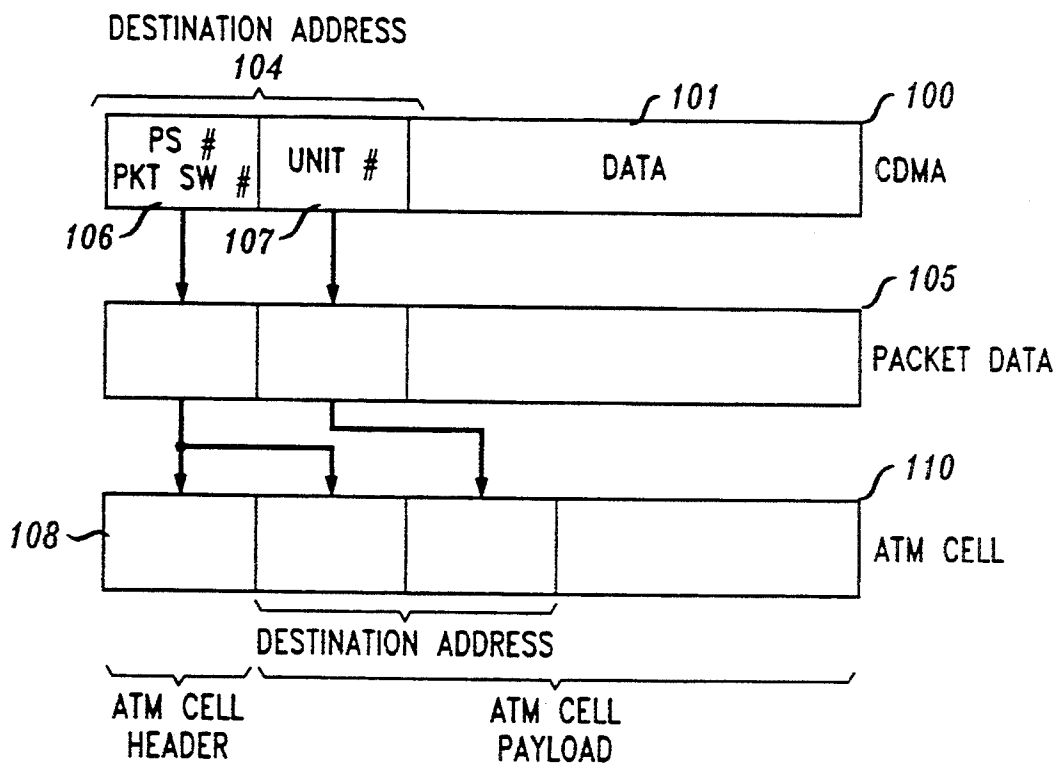 DESTINATION ADDRESS
104
101
100
PS #
PKT SW #
UNIT #
DATA
CDMA
106
107
105
PACKET DATA
110
108
ATM CELL
DESTINATION ADDRESS
ATM CELL
HEADER
ATM CELL
PAYLOAD